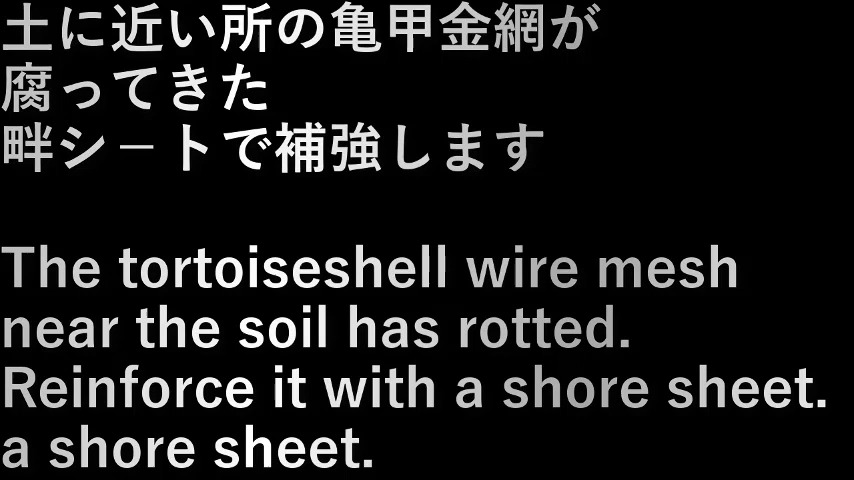 土に近い所の亀甲金網が
腐ってきた
畔シートで補強します
The tortoiseshell wire mesh
near the soil has rotted.
Reinforce it with a shore sheet.
a shore sheet.